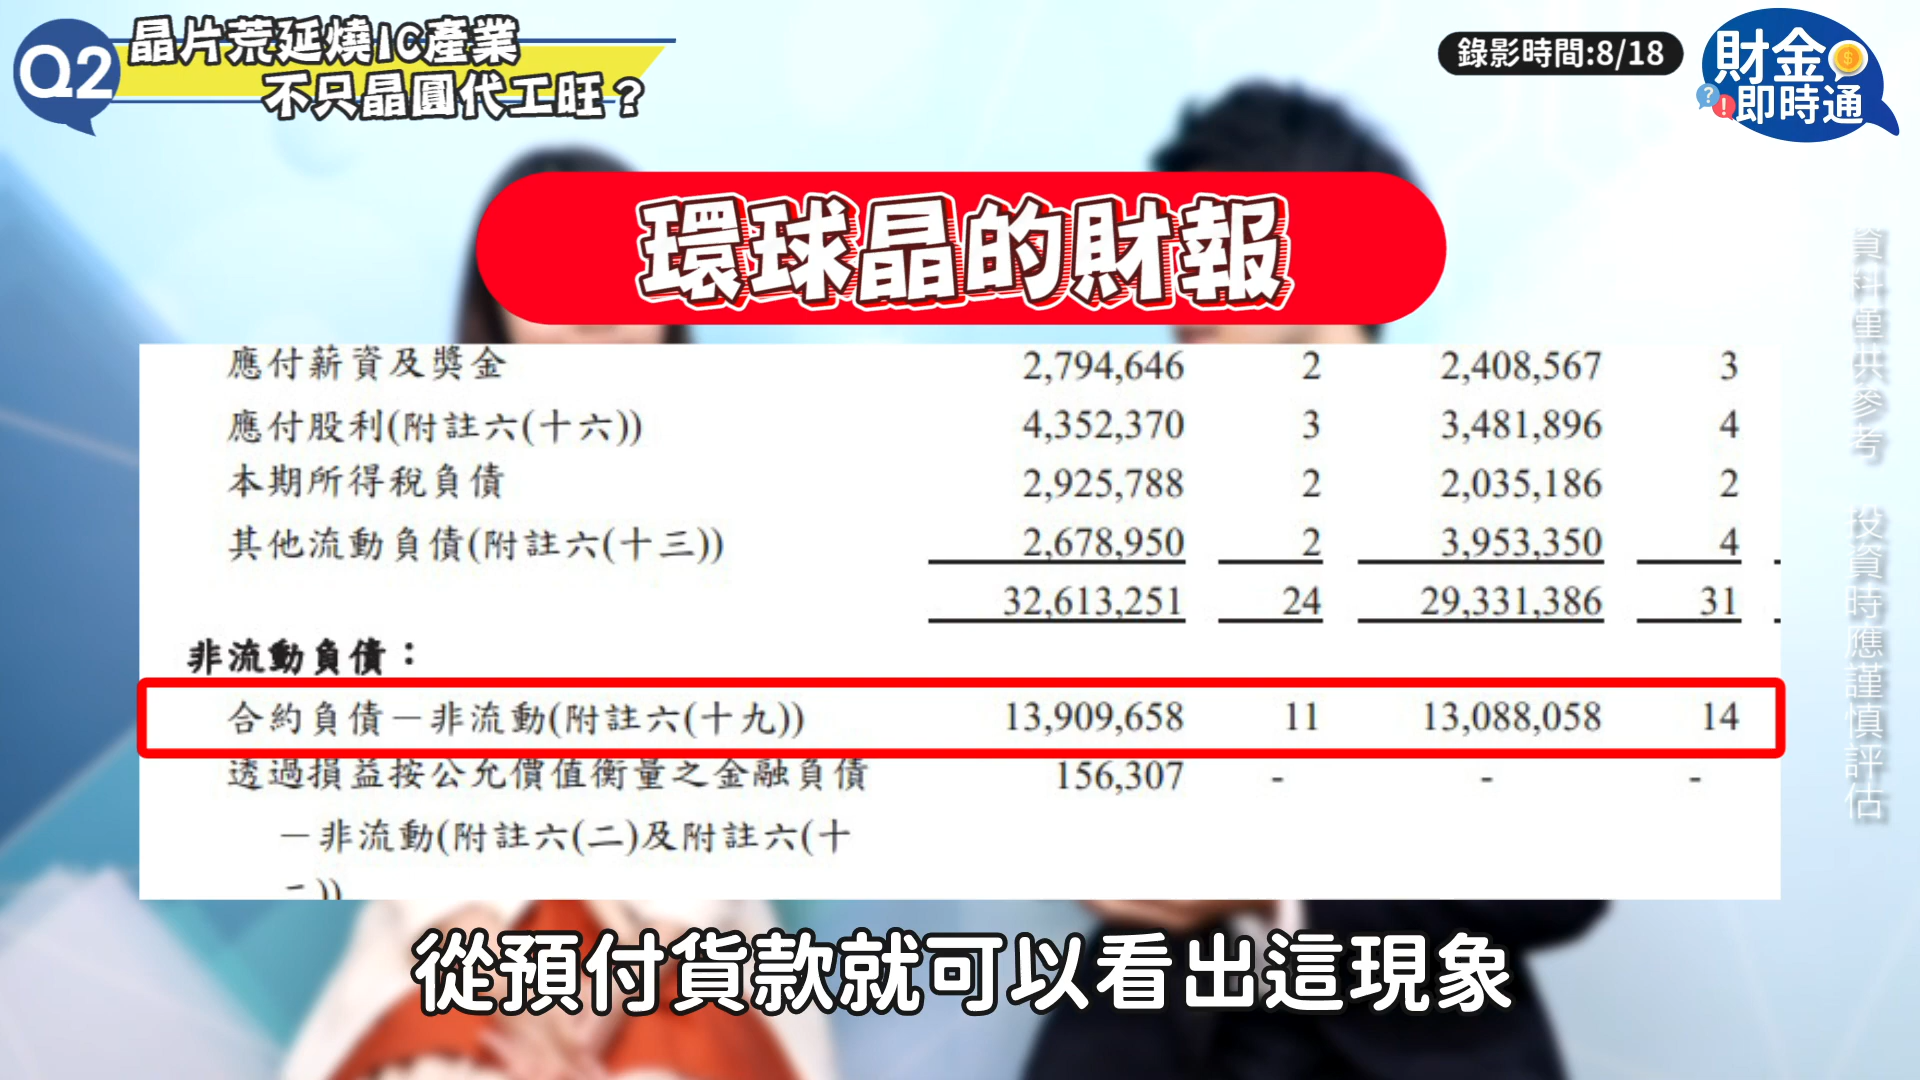 Q2
晶片荒延燒IC產業
不只晶圓代工旺？
錄影時間:8/18
財金
即時通
環球晶的財報
應付薪資及獎金 2,794,646 2 2,408,567 3
應付股利(附註六(十六)) 4,352,370 3 3,481,896 4
本期所得稅負債 2,925,788 2 2,035,186 2
其他流動負債(附註六(十三)) 2,678,950 2 3,953,350 4
32,613,251 24 29,331,386 31
非流動負債：
合約負債－非流動(附註六(十九)) 13,909,658 11 13,088,058 14
透過損益按公允價值衡量之金融負債 156,307 - - -
－非流動(附註六(二)及附註六(十
二))
資料僅供參考 投資時應謹慎評估
從預付貨款就可以看出這現象